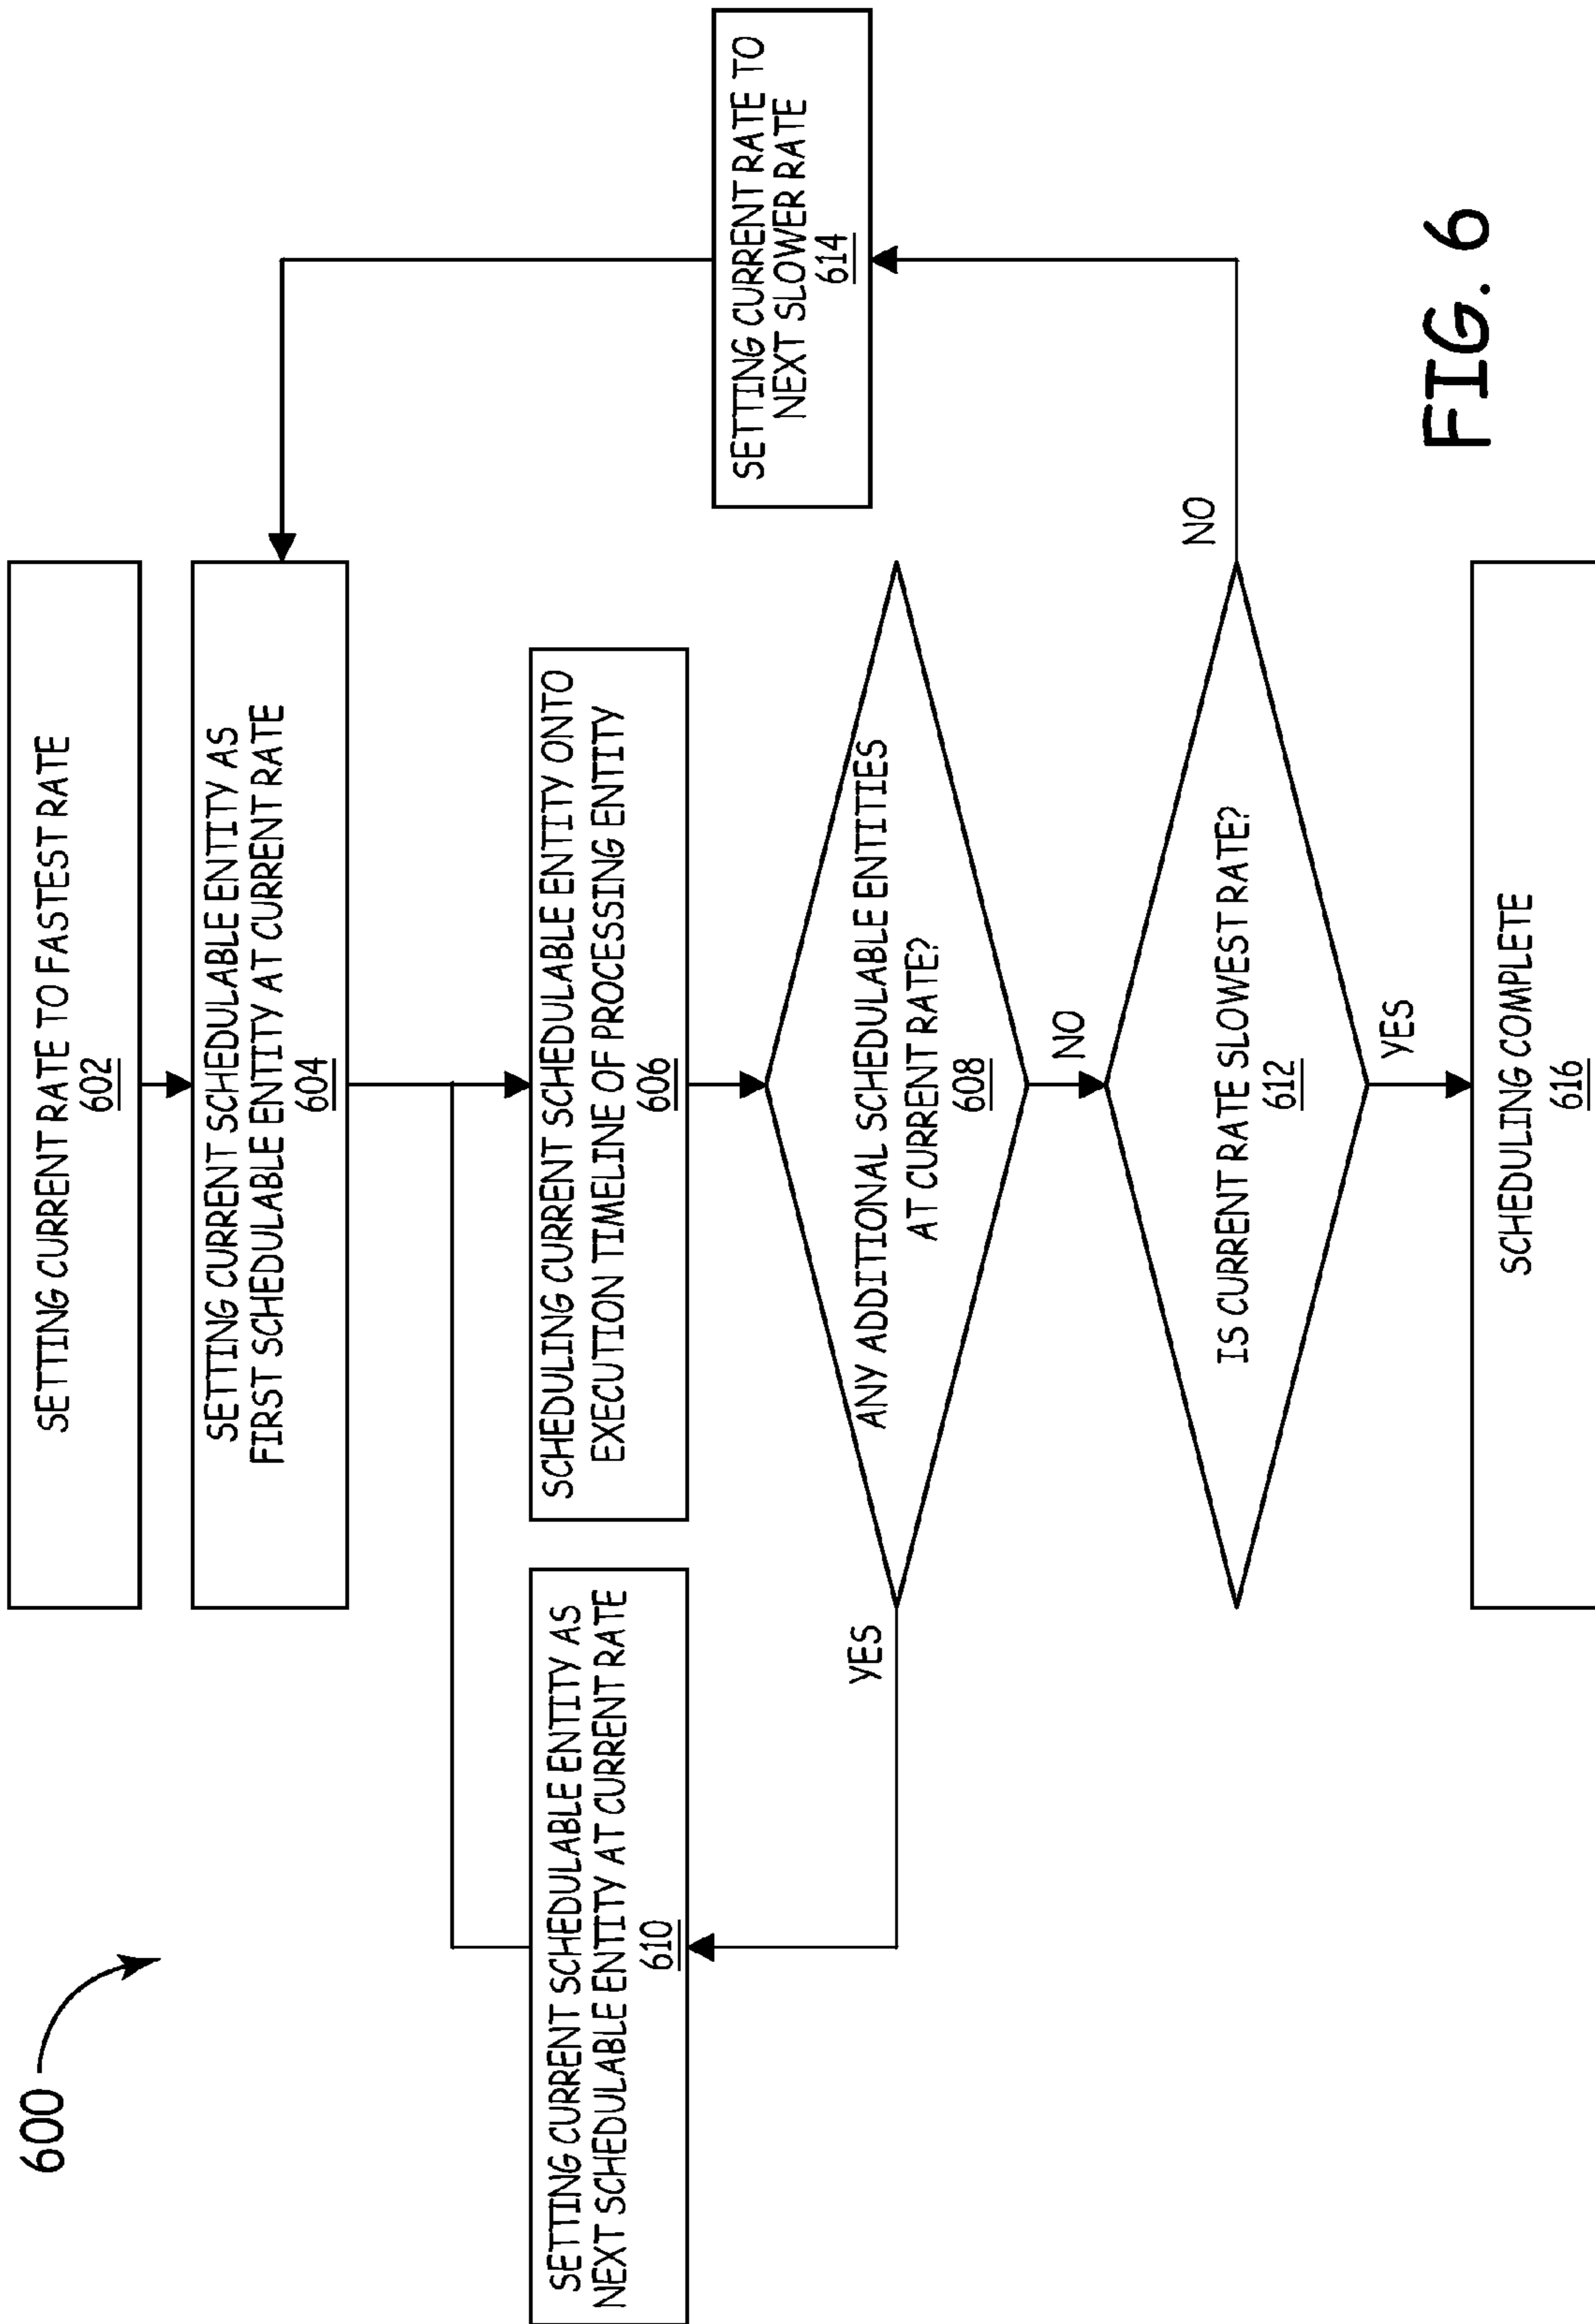 600
SETTING CURRENT RATE TO FASTEST RATE
602
SETTING CURRENT SCHEDULABLE ENTITY AS
FIRST SCHEDULABLE ENTITY AT CURRENT RATE
604
SETTING CURRENT SCHEDULABLE ENTITY AS
NEXT SCHEDULABLE ENTITY AT CURRENT RATE
610
SCHEDULING CURRENT SCHEDULABLE ENTITY ONTO
EXECUTION TIMELINE OF PROCESSING ENTITY
606
SETTING CURRENT RATE TO
NEXT SLOWER RATE
614
YES
ANY ADDITIONAL SCHEDULABLE ENTITIES
AT CURRENT RATE?
608
NO
IS CURRENT RATE SLOWEST RATE?
612
NO
YES
SCHEDULING COMPLETE
616
FIG. 6